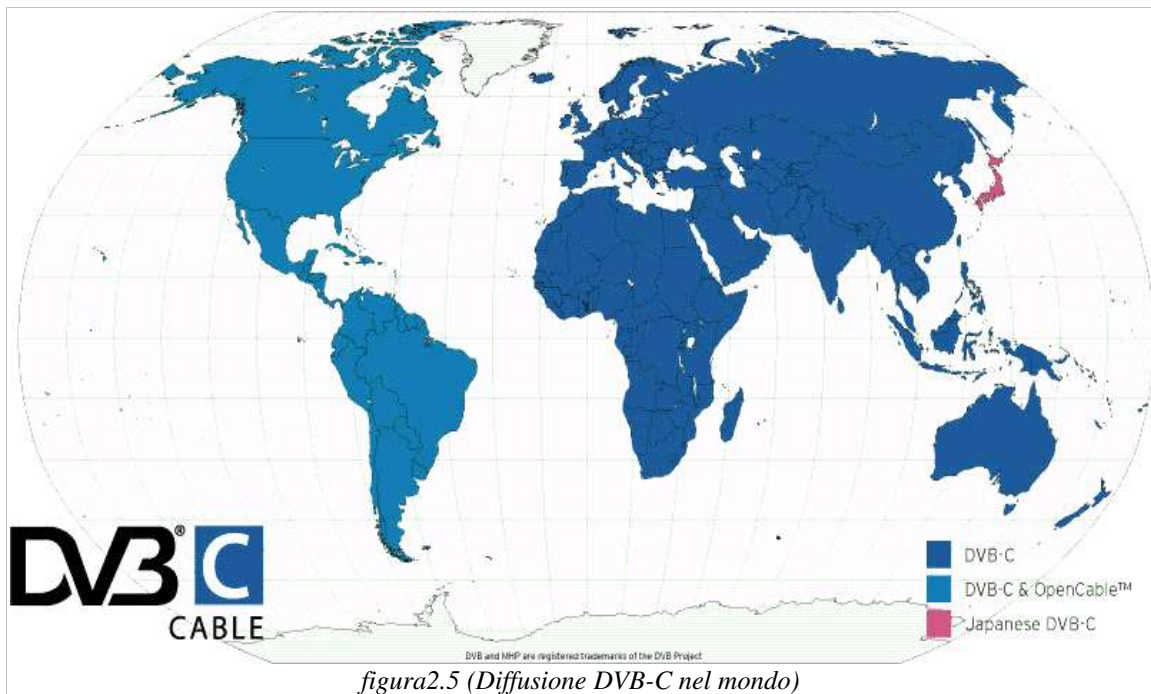 DVB® C
CABLE
DVB-C
DVB-C & OpenCable™
Japanese DVB-C
DVB and MHP are registered trademarks of the DVB Project
figura2.5 (Diffusione DVB-C nel mondo)